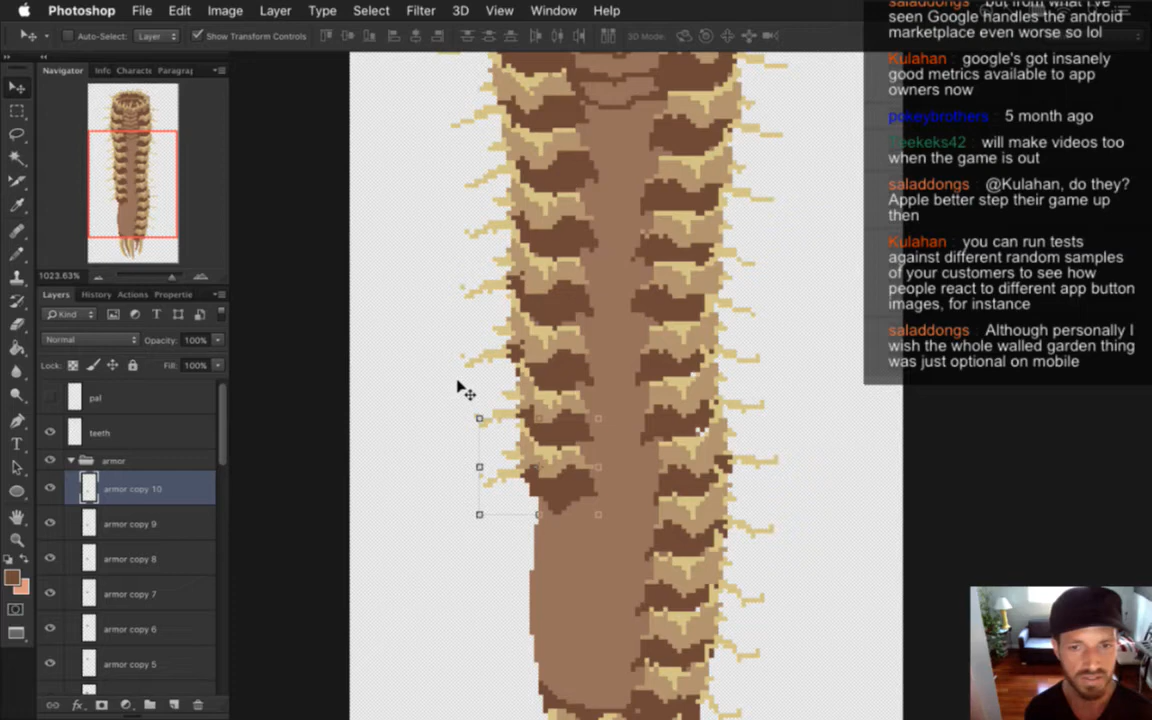 Photoshop File Edit Image Layer Type Select Filter 3D View Window Help
Auto-Select: Layer Show Transform Controls 3D Mode:
Navigator Info Characte Paragraj
1023.63%
Layers History Actions Propertie
Kind
Normal Opacity: 100%
Lock: Fill: 100%
pal
teeth
armor
armor copy 10
armor copy 9
armor copy 8
armor copy 7
armor copy 6
armor copy 5
saladdongs but from what i've
seen Google handles the android
marketplace even worse so lol
Kulahan: google's got insanely
good metrics available to app
owners now
pokeybrothers: 5 month ago
will make videos too
when the game is out
saladdongs: @Kulahan, do they?
Apple better step their game up
then
Kulahan: you can run tests
against different random samples
of your customers to see how
people react to different app button
images, for instance
saladdongs: Although personally I
wish the whole walled garden thing
was just optional on mobile